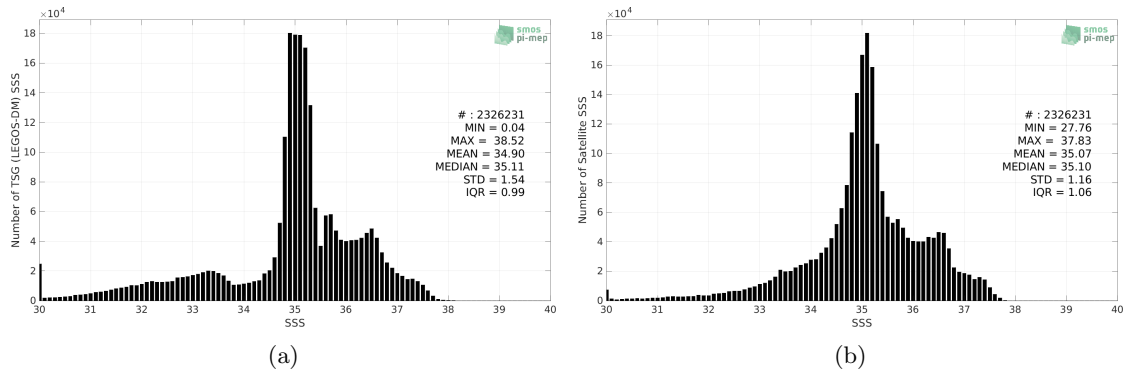 ×10⁴
18
16
14
12
10
8
6
4
2
0
30 31 32 33 34 35 36 37 38 39 40
SSS
Number of TSG (LEGOS-DM) SSS
smos
pi-mep
# : 2326231
MIN = 0.04
MAX = 38.52
MEAN = 34.90
MEDIAN = 35.11
STD = 1.54
IQR = 0.99
(a)
×10⁴
18
16
14
12
10
8
6
4
2
0
30 31 32 33 34 35 36 37 38 39 40
SSS
Number of Satellite SSS
smos
pi-mep
# : 2326231
MIN = 27.76
MAX = 37.83
MEAN = 35.07
MEDIAN = 35.10
STD = 1.16
IQR = 1.06
(b)